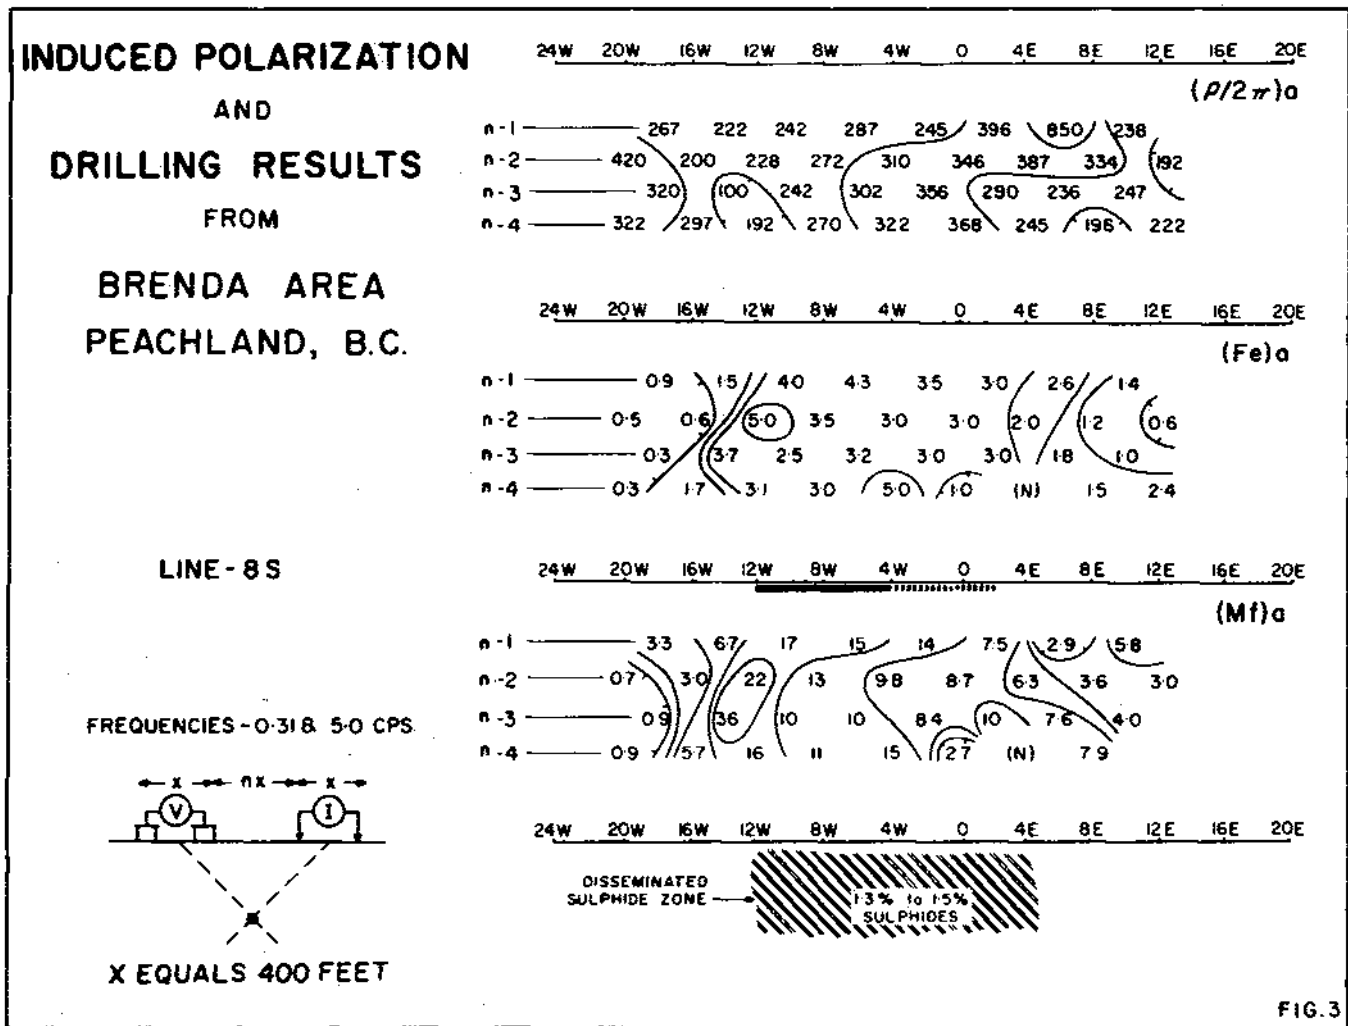 INDUCED POLARIZATION
AND
DRILLING RESULTS
FROM
BRENDA AREA
PEACHLAND, B.C.
24W 20W 16W 12W 8W 4W 0 4E 8E 12E 16E 20E
(ρ/2π)a
n-1 267 222 242 287 245 396 850 238
n-2 420 200 228 272 310 346 387 334 192
n-3 320 100 242 302 356 290 236 247
n-4 322 297 192 270 322 368 245 196 222
24W 20W 16W 12W 8W 4W 0 4E 8E 12E 16E 20E
(Fe)a
n-1 0.9 1.5 4.0 4.3 3.5 3.0 2.6 1.4
n-2 0.5 0.6 5.0 3.5 3.0 3.0 2.0 1.2 0.6
n-3 0.3 3.7 2.5 3.2 3.0 3.0 1.8 1.0
n-4 0.3 1.7 3.1 3.0 5.0 1.0 (N) 1.5 2.4
LINE-8S
24W 20W 16W 12W 8W 4W 0 4E 8E 12E 16E 20E
(Mf)a
n-1 3.3 6.7 17 15 14 7.5 2.9 5.8
n-2 0.7 3.0 22 13 9.8 8.7 6.3 3.6 3.0
n-3 0.9 36 10 10 8.4 10 7.6 4.0
n-4 0.9 5.7 16 11 15 2.7 (N) 7.9
FREQUENCIES-0.31 & 5.0 CPS.
x nx x
V I
X EQUALS 400 FEET
24W 20W 16W 12W 8W 4W 0 4E 8E 12E 16E 20E
DISSEMINATED
SULPHIDE ZONE
1.3% to 1.5%
SULPHIDES
FIG.3